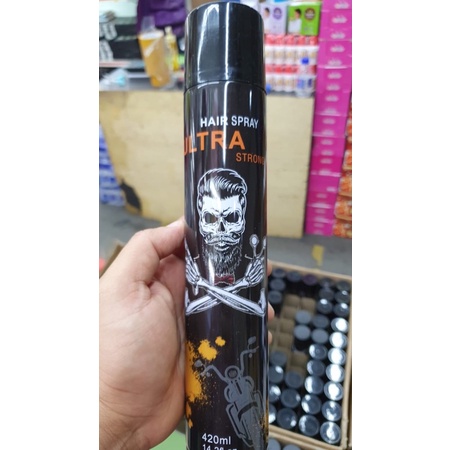 HAIR SPRAY
ULTRA
STRONG
420ml